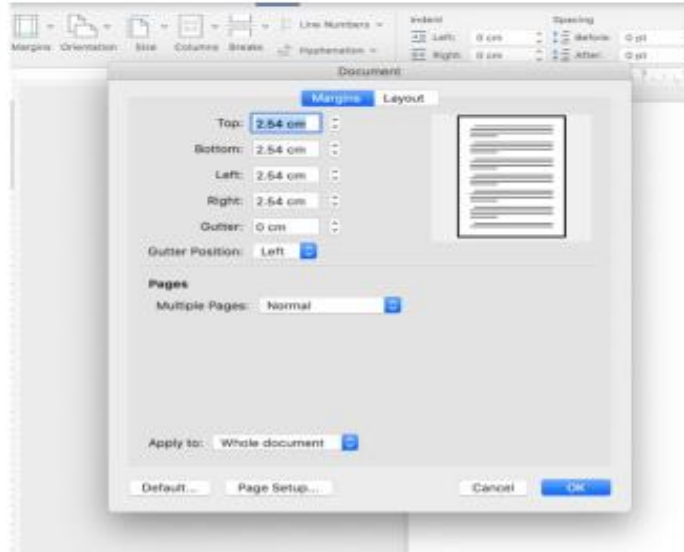 Line Numbers
Indent
Spacing
Left: 0 cm
Before: 0 pt
Margins Orientation Size Columns Breaks
Hyphenation
Right: 0 cm
After: 0 pt
Document
Margins Layout
Top: 2.54 cm
Bottom: 2.54 cm
Left: 2.54 cm
Right: 2.54 cm
Gutter: 0 cm
Gutter Position: Left
Pages
Multiple Pages: Normal
Apply to: Whole document
Default... Page Setup... Cancel OK